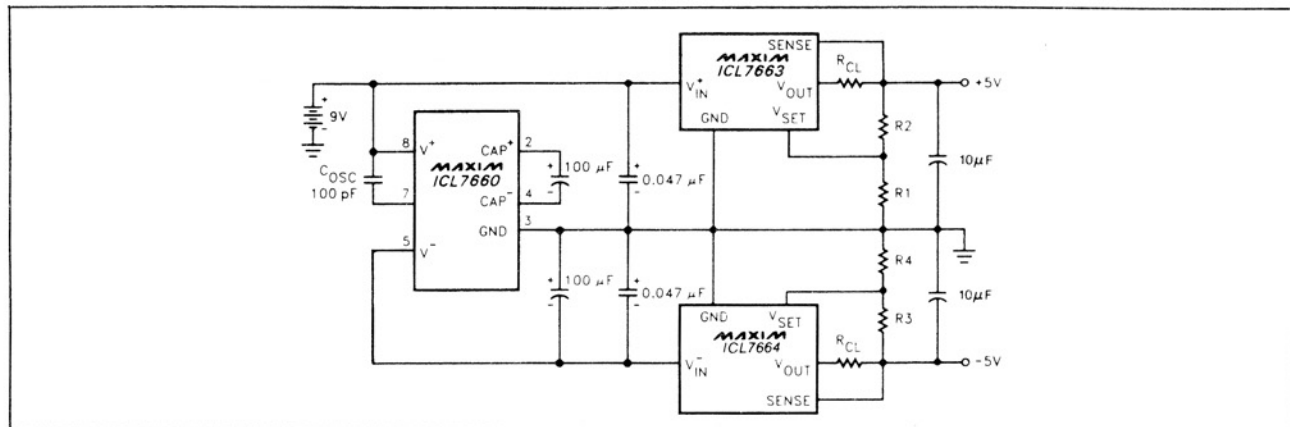 SENSE
MAXIM
ICL7663
R_CL
V_IN^+
V_OUT
+5V
GND
V_SET
R2
+
9V
-
8 V^+
CAP^+ 2
MAXIM
ICL7660
+ 100 µF -
+ 0.047 µF -
10µF
C_OSC
100 pF
7
4
CAP^-
R1
GND 3
5
V^-
R4
+ 100 µF -
+ 0.047 µF -
10µF
GND
V_SET
R3
MAXIM
ICL7664
R_CL
V_IN^-
V_OUT
-5V
SENSE